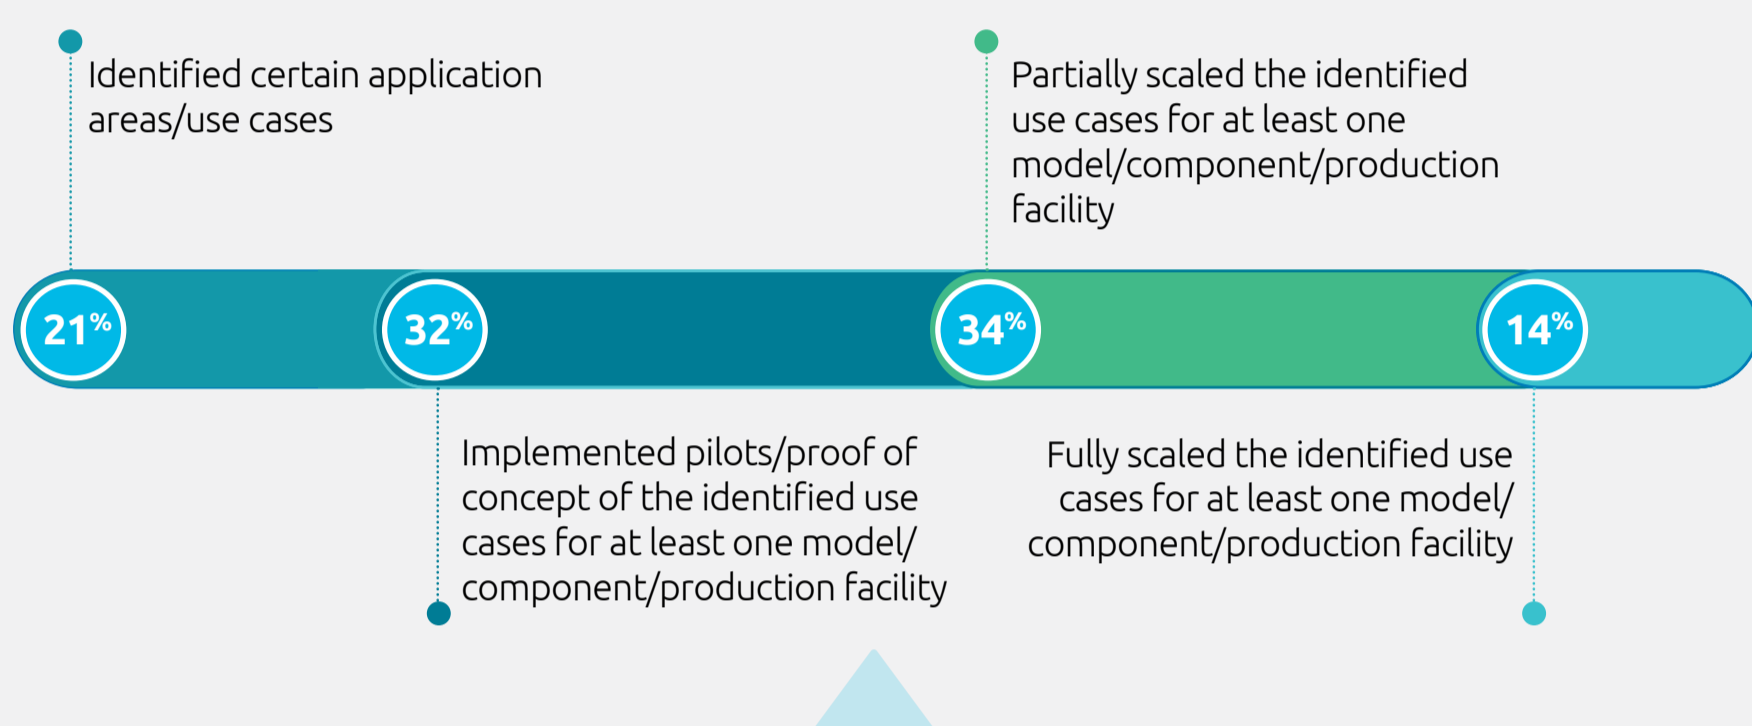 Identified certain application
areas/use cases
Partially scaled the identified
use cases for at least one
model/component/production
facility
21%
32%
34%
14%
Implemented pilots/proof of
concept of the identified use
cases for at least one model/
component/production facility
Fully scaled the identified use
cases for at least one model/
component/production facility